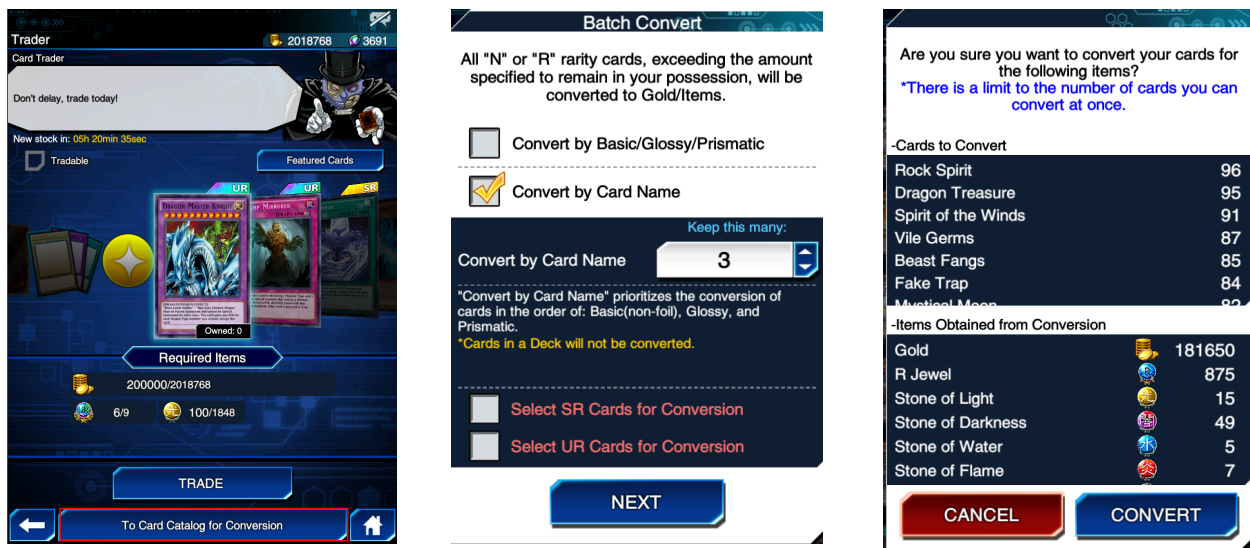 Trader
2018768
3691
Card Trader
Don't delay, trade today!
New stock in: 05h 20min 35sec
Tradable
Featured Cards
UR
UR
SR
DRAGON MASTER KNIGHT
Owned: 0
Required Items
200000/2018768
6/9
100/1848
TRADE
To Card Catalog for Conversion
Batch Convert
All "N" or "R" rarity cards, exceeding the amount
specified to remain in your possession, will be
converted to Gold/Items.
Convert by Basic/Glossy/Prismatic
Convert by Card Name
Keep this many:
Convert by Card Name
3
"Convert by Card Name" prioritizes the conversion of
cards in the order of: Basic(non-foil), Glossy, and
Prismatic.
*Cards in a Deck will not be converted.
Select SR Cards for Conversion
Select UR Cards for Conversion
NEXT
Are you sure you want to convert your cards for
the following items?
*There is a limit to the number of cards you can
convert at once.
-Cards to Convert
Rock Spirit 96
Dragon Treasure 95
Spirit of the Winds 91
Vile Germs 87
Beast Fangs 85
Fake Trap 84
Mystical Moon
-Items Obtained from Conversion
Gold 181650
R Jewel 875
Stone of Light 15
Stone of Darkness 49
Stone of Water 5
Stone of Flame 7
CANCEL
CONVERT